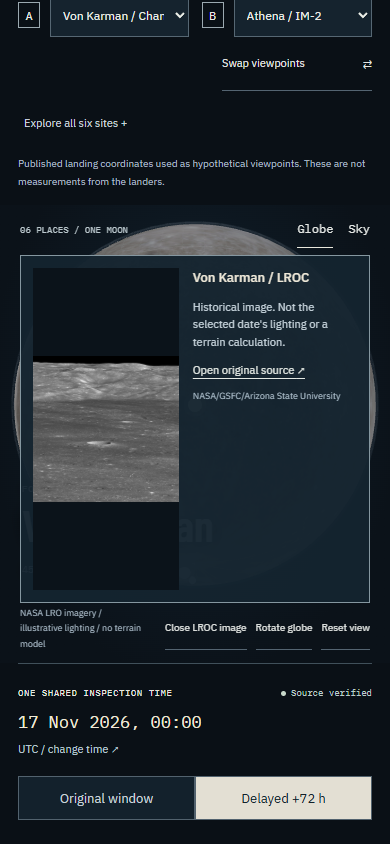 A Von Karman / Char B Athena / IM-2
Swap viewpoints ⇄
Explore all six sites +
Published landing coordinates used as hypothetical viewpoints. These are not
measurements from the landers.
06 PLACES / ONE MOON Globe Sky
Von Karman / LROC
Historical image. Not the
selected date's lighting or a
terrain calculation.
Open original source ↗
NASA/GSFC/Arizona State University
NASA LRO imagery /
illustrative lighting / no terrain
model
Close LROC image Rotate globe Reset view
ONE SHARED INSPECTION TIME ● Source verified
17 Nov 2026, 00:00
UTC / change time ↗
Original window Delayed +72 h